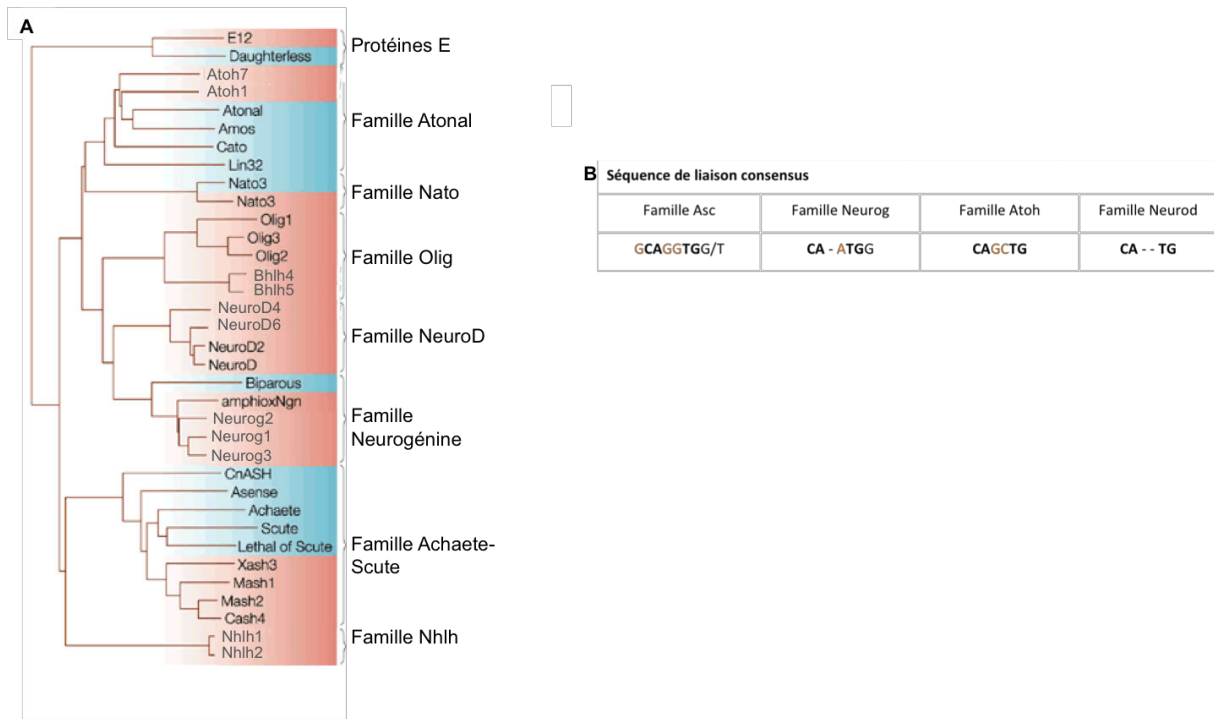 A
E12
Daughterless
Protéines E
Atoh7
Atoh1
Atonal
Amos
Cato
Lin32
Famille Atonal
Nato3
Nato3
Famille Nato
Olig1
Olig3
Olig2
Bhlh4
Bhlh5
Famille Olig
NeuroD4
NeuroD6
NeuroD2
NeuroD
Famille NeuroD
Biparous
amphioxNgn
Neurog2
Neurog1
Neurog3
Famille
Neurogénine
CnASH
Asense
Achaete
Scute
Lethal of Scute
Xash3
Mash1
Mash2
Cash4
Famille Achaete-
Scute
Nhlh1
Nhlh2
Famille Nhlh
B
Séquence de liaison consensus
Famille Asc Famille Neurog Famille Atoh Famille Neurod
GCAGGTGG/T CA - ATGG CAGCTG CA - - TG